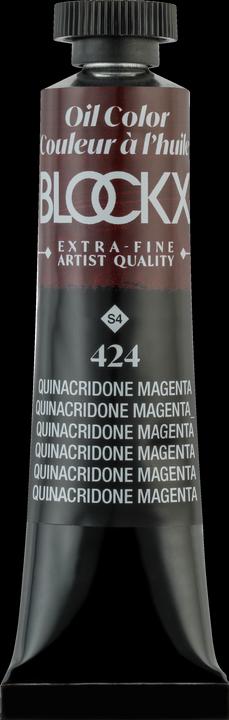 Oil Color
Couleur à l'huile
BLOCKX
EXTRA-FINE
ARTIST QUALITY
S4
424
QUINACRIDONE MAGENTA
QUINACRIDONE MAGENTA_
QUINACRIDONE MAGENTA
QUINACRIDONE MAGENTA
QUINACRIDONE MAGENTA
QUINACRIDONE MAGENTA